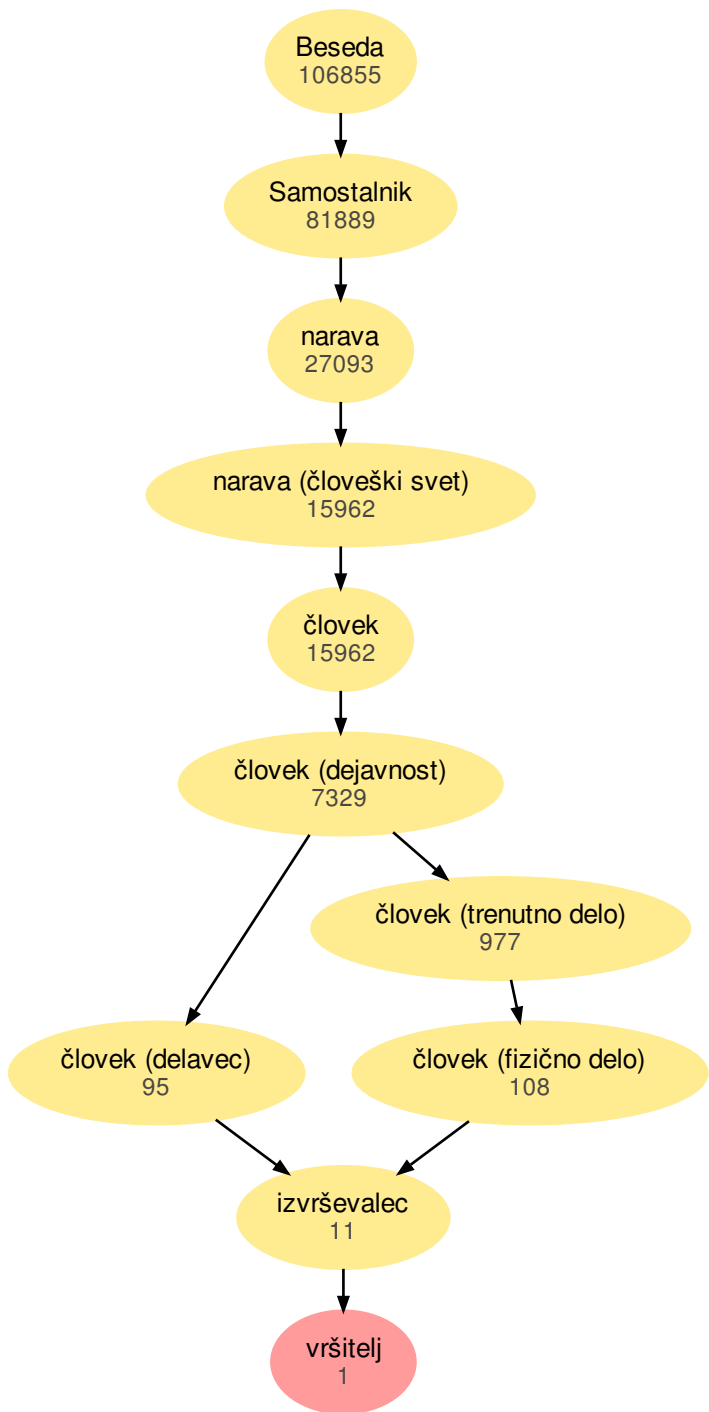 Beseda
106855
Samostalnik
81889
narava
27093
narava (človeški svet)
15962
človek
15962
človek (dejavnost)
7329
človek (trenutno delo)
977
človek (delavec)
95
človek (fizično delo)
108
izvrševalec
11
vršitelj
1